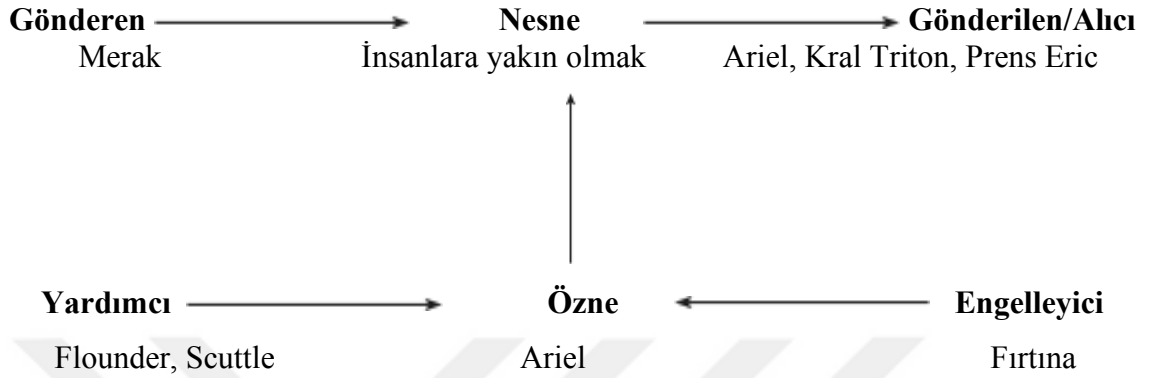 Gönderen Nesne Gönderilen/Alıcı
Merak İnsanlara yakın olmak Ariel, Kral Triton, Prens Eric
Yardımcı Özne Engelleyici
Flounder, Scuttle Ariel Fırtına